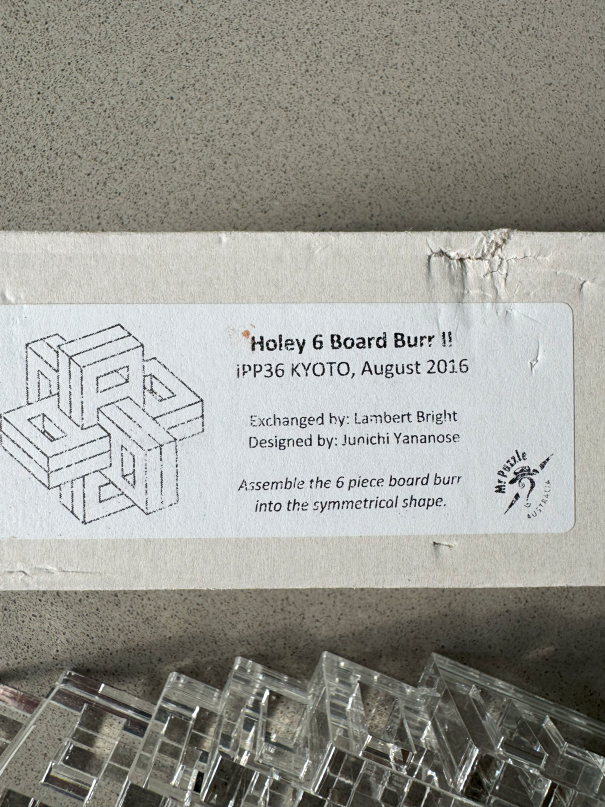 Holey 6 Board Burr II
iPP36 KYOTO, August 2016
Exchanged by: Lambert Bright
Designed by: Junichi Yananose
Assemble the 6 piece board burr
into the symmetrical shape.
Mr Puzzle
AUSTRALIA